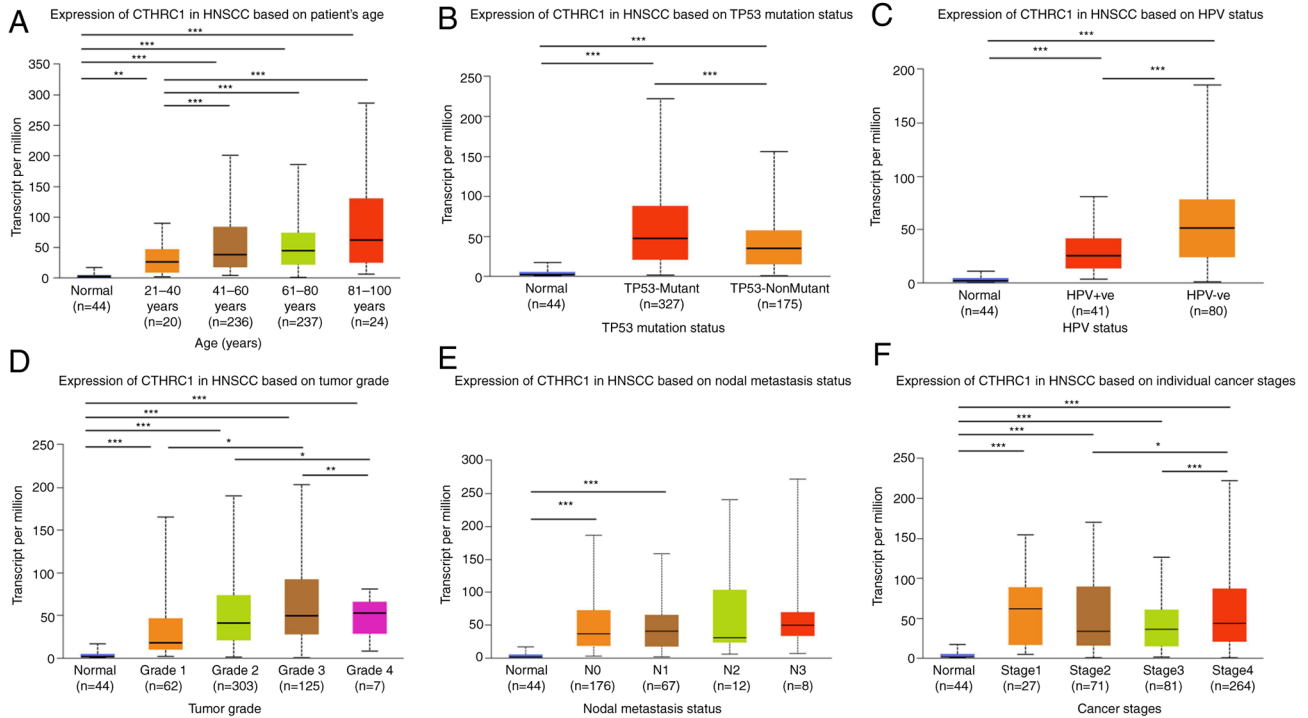 A
Expression of CTHRC1 in HNSCC based on patient's age
***
***
***
**
***
***
***
Transcript per million
350
300
250
200
150
100
50
0
Normal
(n=44)
21–40
years
(n=20)
41–60
years
(n=236)
61–80
years
(n=237)
81–100
years
(n=24)
Age (years)
B
Expression of CTHRC1 in HNSCC based on TP53 mutation status
***
***
***
Transcript per million
250
200
150
100
50
0
Normal
(n=44)
TP53-Mutant
(n=327)
TP53-NonMutant
(n=175)
TP53 mutation status
C
Expression of CTHRC1 in HNSCC based on HPV status
***
***
***
Transcript per million
200
150
100
50
0
Normal
(n=44)
HPV+ve
(n=41)
HPV-ve
(n=80)
HPV status
D
Expression of CTHRC1 in HNSCC based on tumor grade
***
***
***
***
*
*
**
Transcript per million
250
200
150
100
50
0
Normal
(n=44)
Grade 1
(n=62)
Grade 2
(n=303)
Grade 3
(n=125)
Grade 4
(n=7)
Tumor grade
E
Expression of CTHRC1 in HNSCC based on nodal metastasis status
***
***
Transcript per million
300
250
200
150
100
50
0
Normal
(n=44)
N0
(n=176)
N1
(n=67)
N2
(n=12)
N3
(n=8)
Nodal metastasis status
F
Expression of CTHRC1 in HNSCC based on individual cancer stages
***
***
***
***
*
***
Transcript per million
250
200
150
100
50
0
Normal
(n=44)
Stage1
(n=27)
Stage2
(n=71)
Stage3
(n=81)
Stage4
(n=264)
Cancer stages